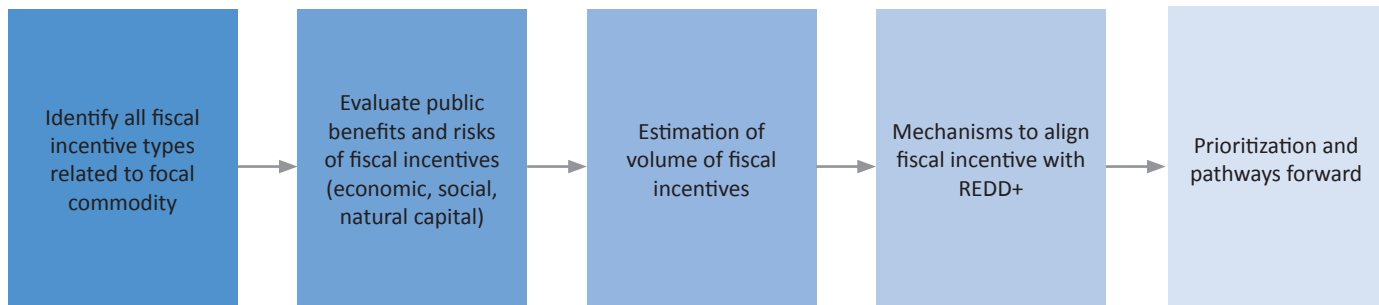 Identify all fiscal
incentive types
related to focal
commodity
Evaluate public
benefits and risks
of fiscal incentives
(economic, social,
natural capital)
Estimation of
volume of fiscal
incentives
Mechanisms to align
fiscal incentive with
REDD+
Prioritization and
pathways forward